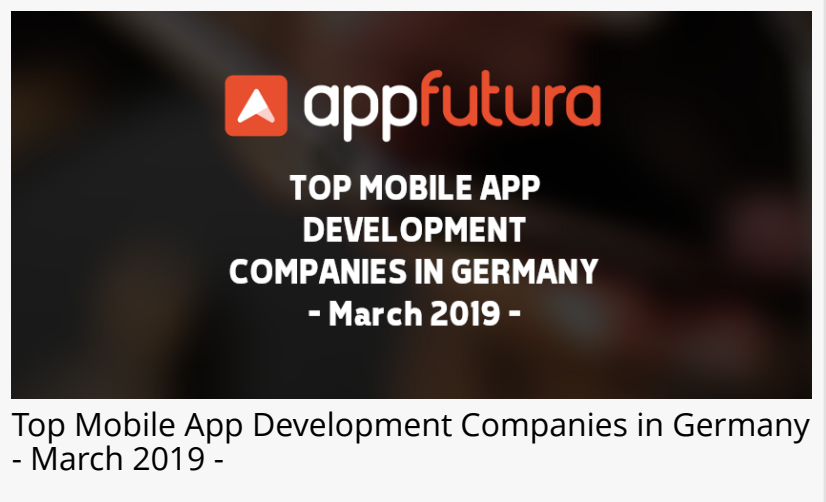 appfutura
TOP MOBILE APP
DEVELOPMENT
COMPANIES IN GERMANY
- March 2019 -
Top Mobile App Development Companies in Germany
- March 2019 -